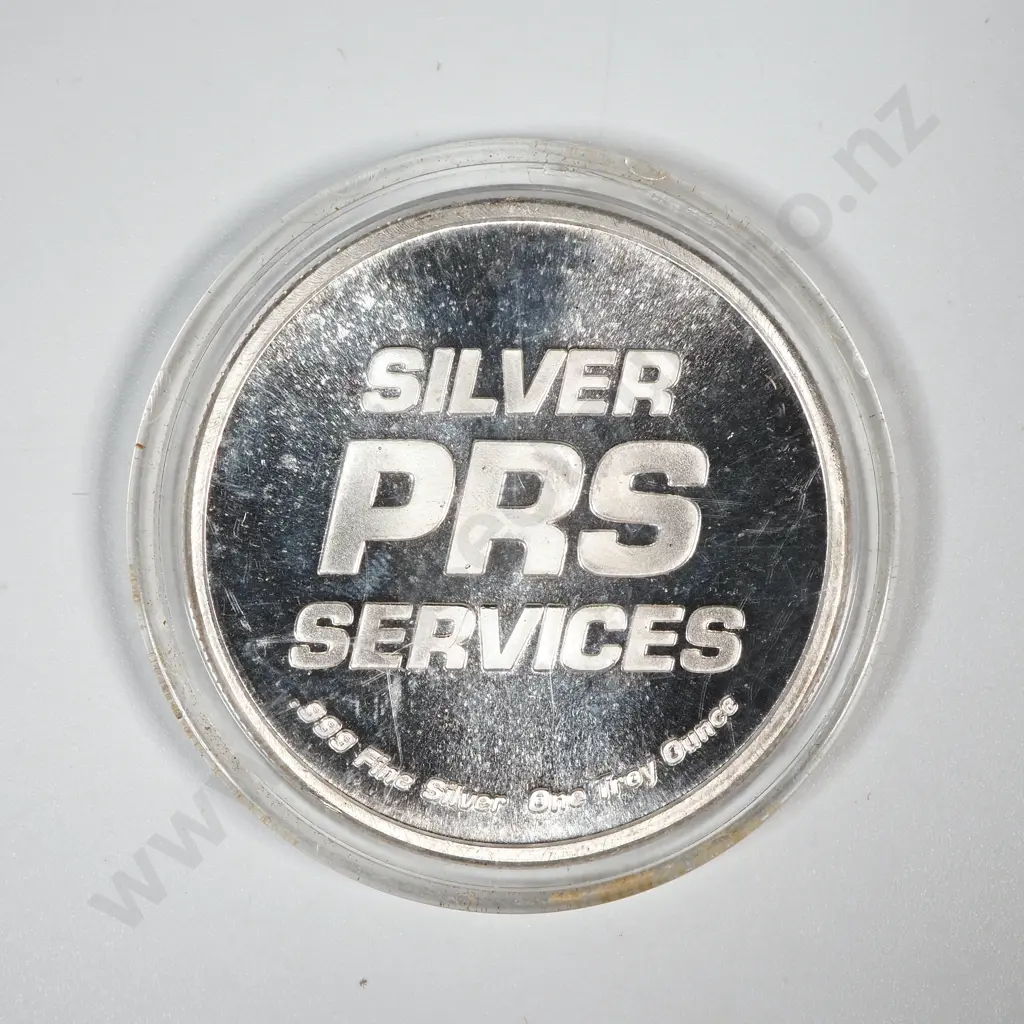 SILVER
PRS
SERVICES
.999 Fine Silver One Troy Ounce